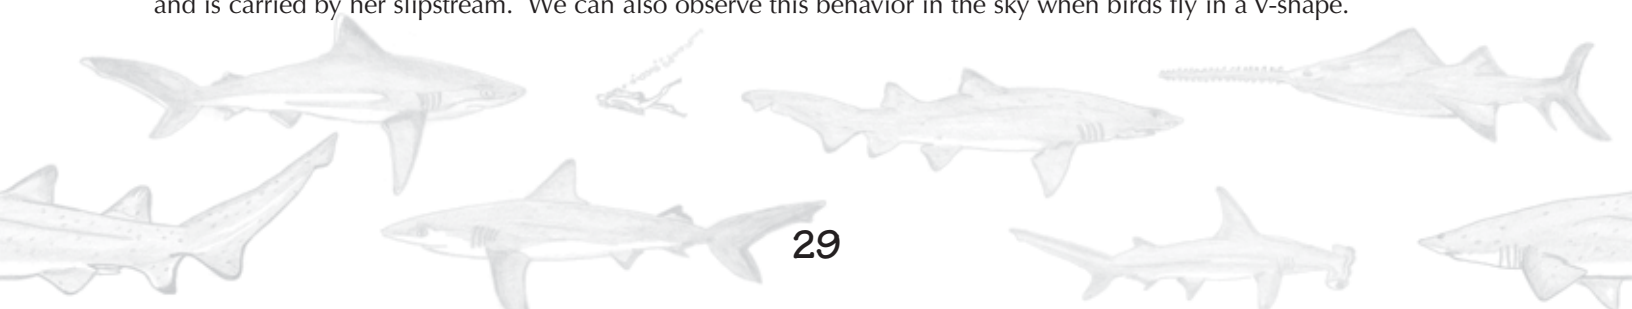 and is carried by her slipstream.  We can also observe this behavior in the sky when birds fly in a V-shape.
29